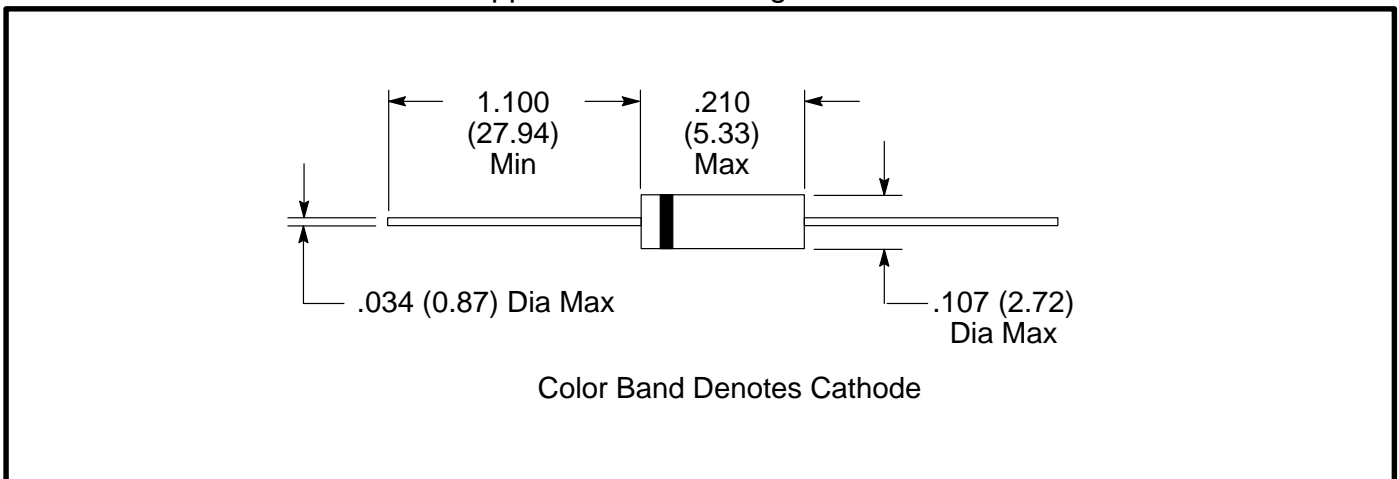 1.100
(27.94)
Min
.210
(5.33)
Max
.034 (0.87) Dia Max
.107 (2.72)
Dia Max
Color Band Denotes Cathode